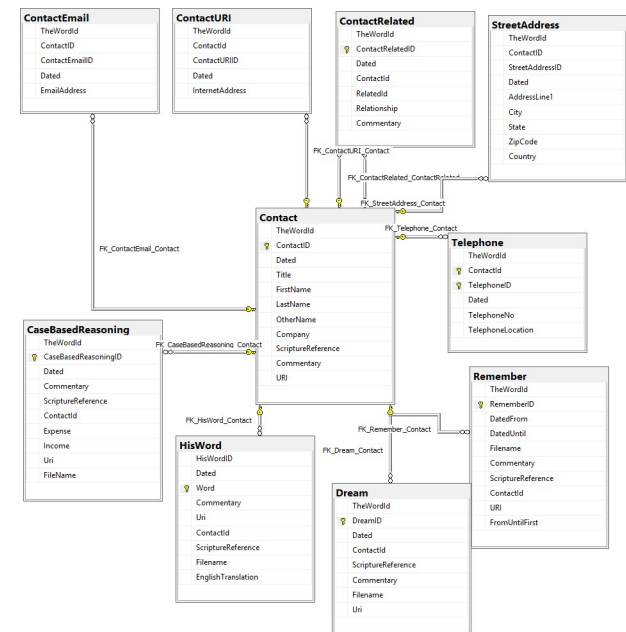 ContactEmail
TheWordId
ContactID
ContactEmailID
Dated
EmailAddress
ContactURI
TheWordId
ContactId
ContactURIID
Dated
InternetAddress
ContactRelated
TheWordId
ContactRelatedID
Dated
ContactId
RelatedId
Relationship
Commentary
StreetAddress
TheWordId
ContactID
StreetAddressID
Dated
AddressLine1
City
State
ZipCode
Country
FK_ContactURI_Contact
FK_ContactRelated_ContactRelated
FK_StreetAddress_Contact
FK_Telephone_Contact
FK_ContactEmail_Contact
Contact
TheWordId
ContactID
Dated
Title
FirstName
LastName
OtherName
Company
ScriptureReference
Commentary
URI
Telephone
TheWordId
ContactId
TelephoneID
Dated
TelephoneNo
TelephoneLocation
CaseBasedReasoning
TheWordId
CaseBasedReasoningID
Dated
Commentary
ScriptureReference
ContactId
Expense
Income
Uri
FileName
FK_CaseBasedReasoning_Contact
FK_HisWord_Contact
FK_Remember_Contact
FK_Dream_Contact
Remember
TheWordId
RememberID
DatedFrom
DatedUntil
Filename
Commentary
ScriptureReference
ContactId
URI
FromUntilFirst
HisWord
HisWordID
Dated
Word
Commentary
Uri
ContactId
ScriptureReference
Filename
EnglishTranslation
Dream
TheWordId
DreamID
Dated
ContactId
ScriptureReference
Commentary
Filename
Uri